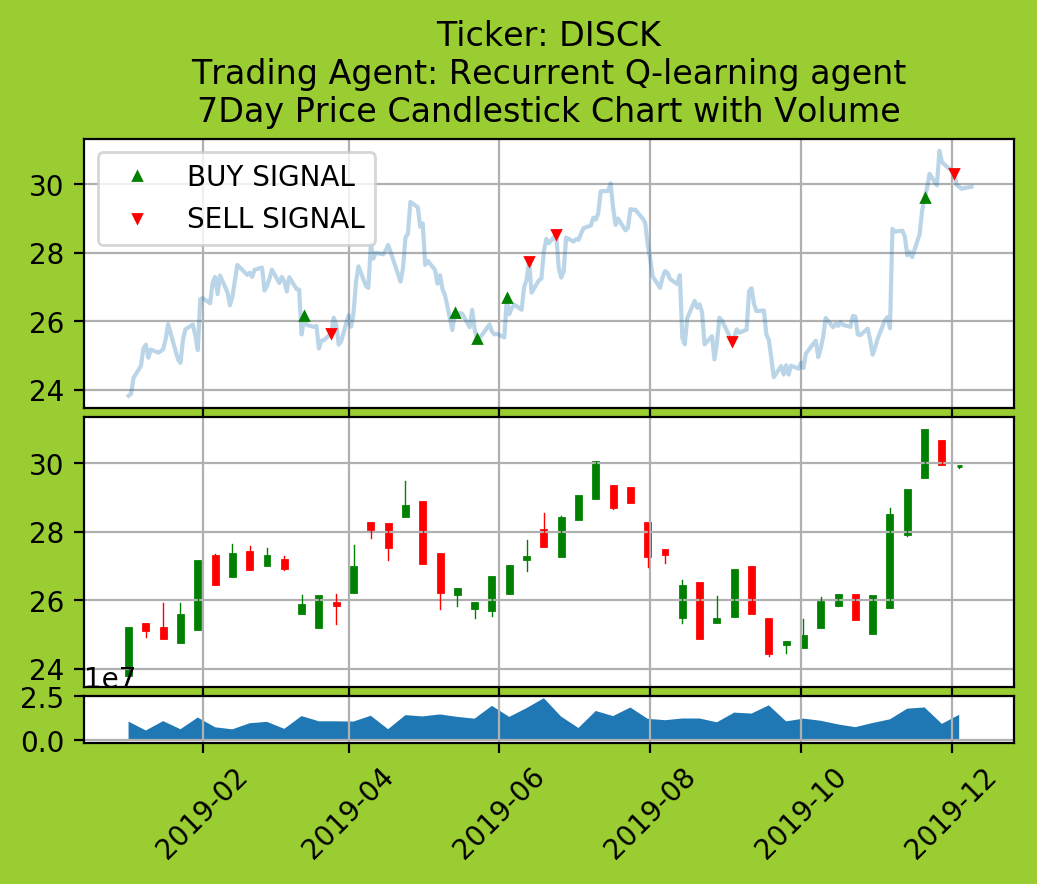 Ticker: DISCK
Trading Agent: Recurrent Q-learning agent
7Day Price Candlestick Chart with Volume
BUY SIGNAL
SELL SIGNAL
30
28
26
24
30
28
26
24
1e7
2.5
0.0
2019-02
2019-04
2019-06
2019-08
2019-10
2019-12